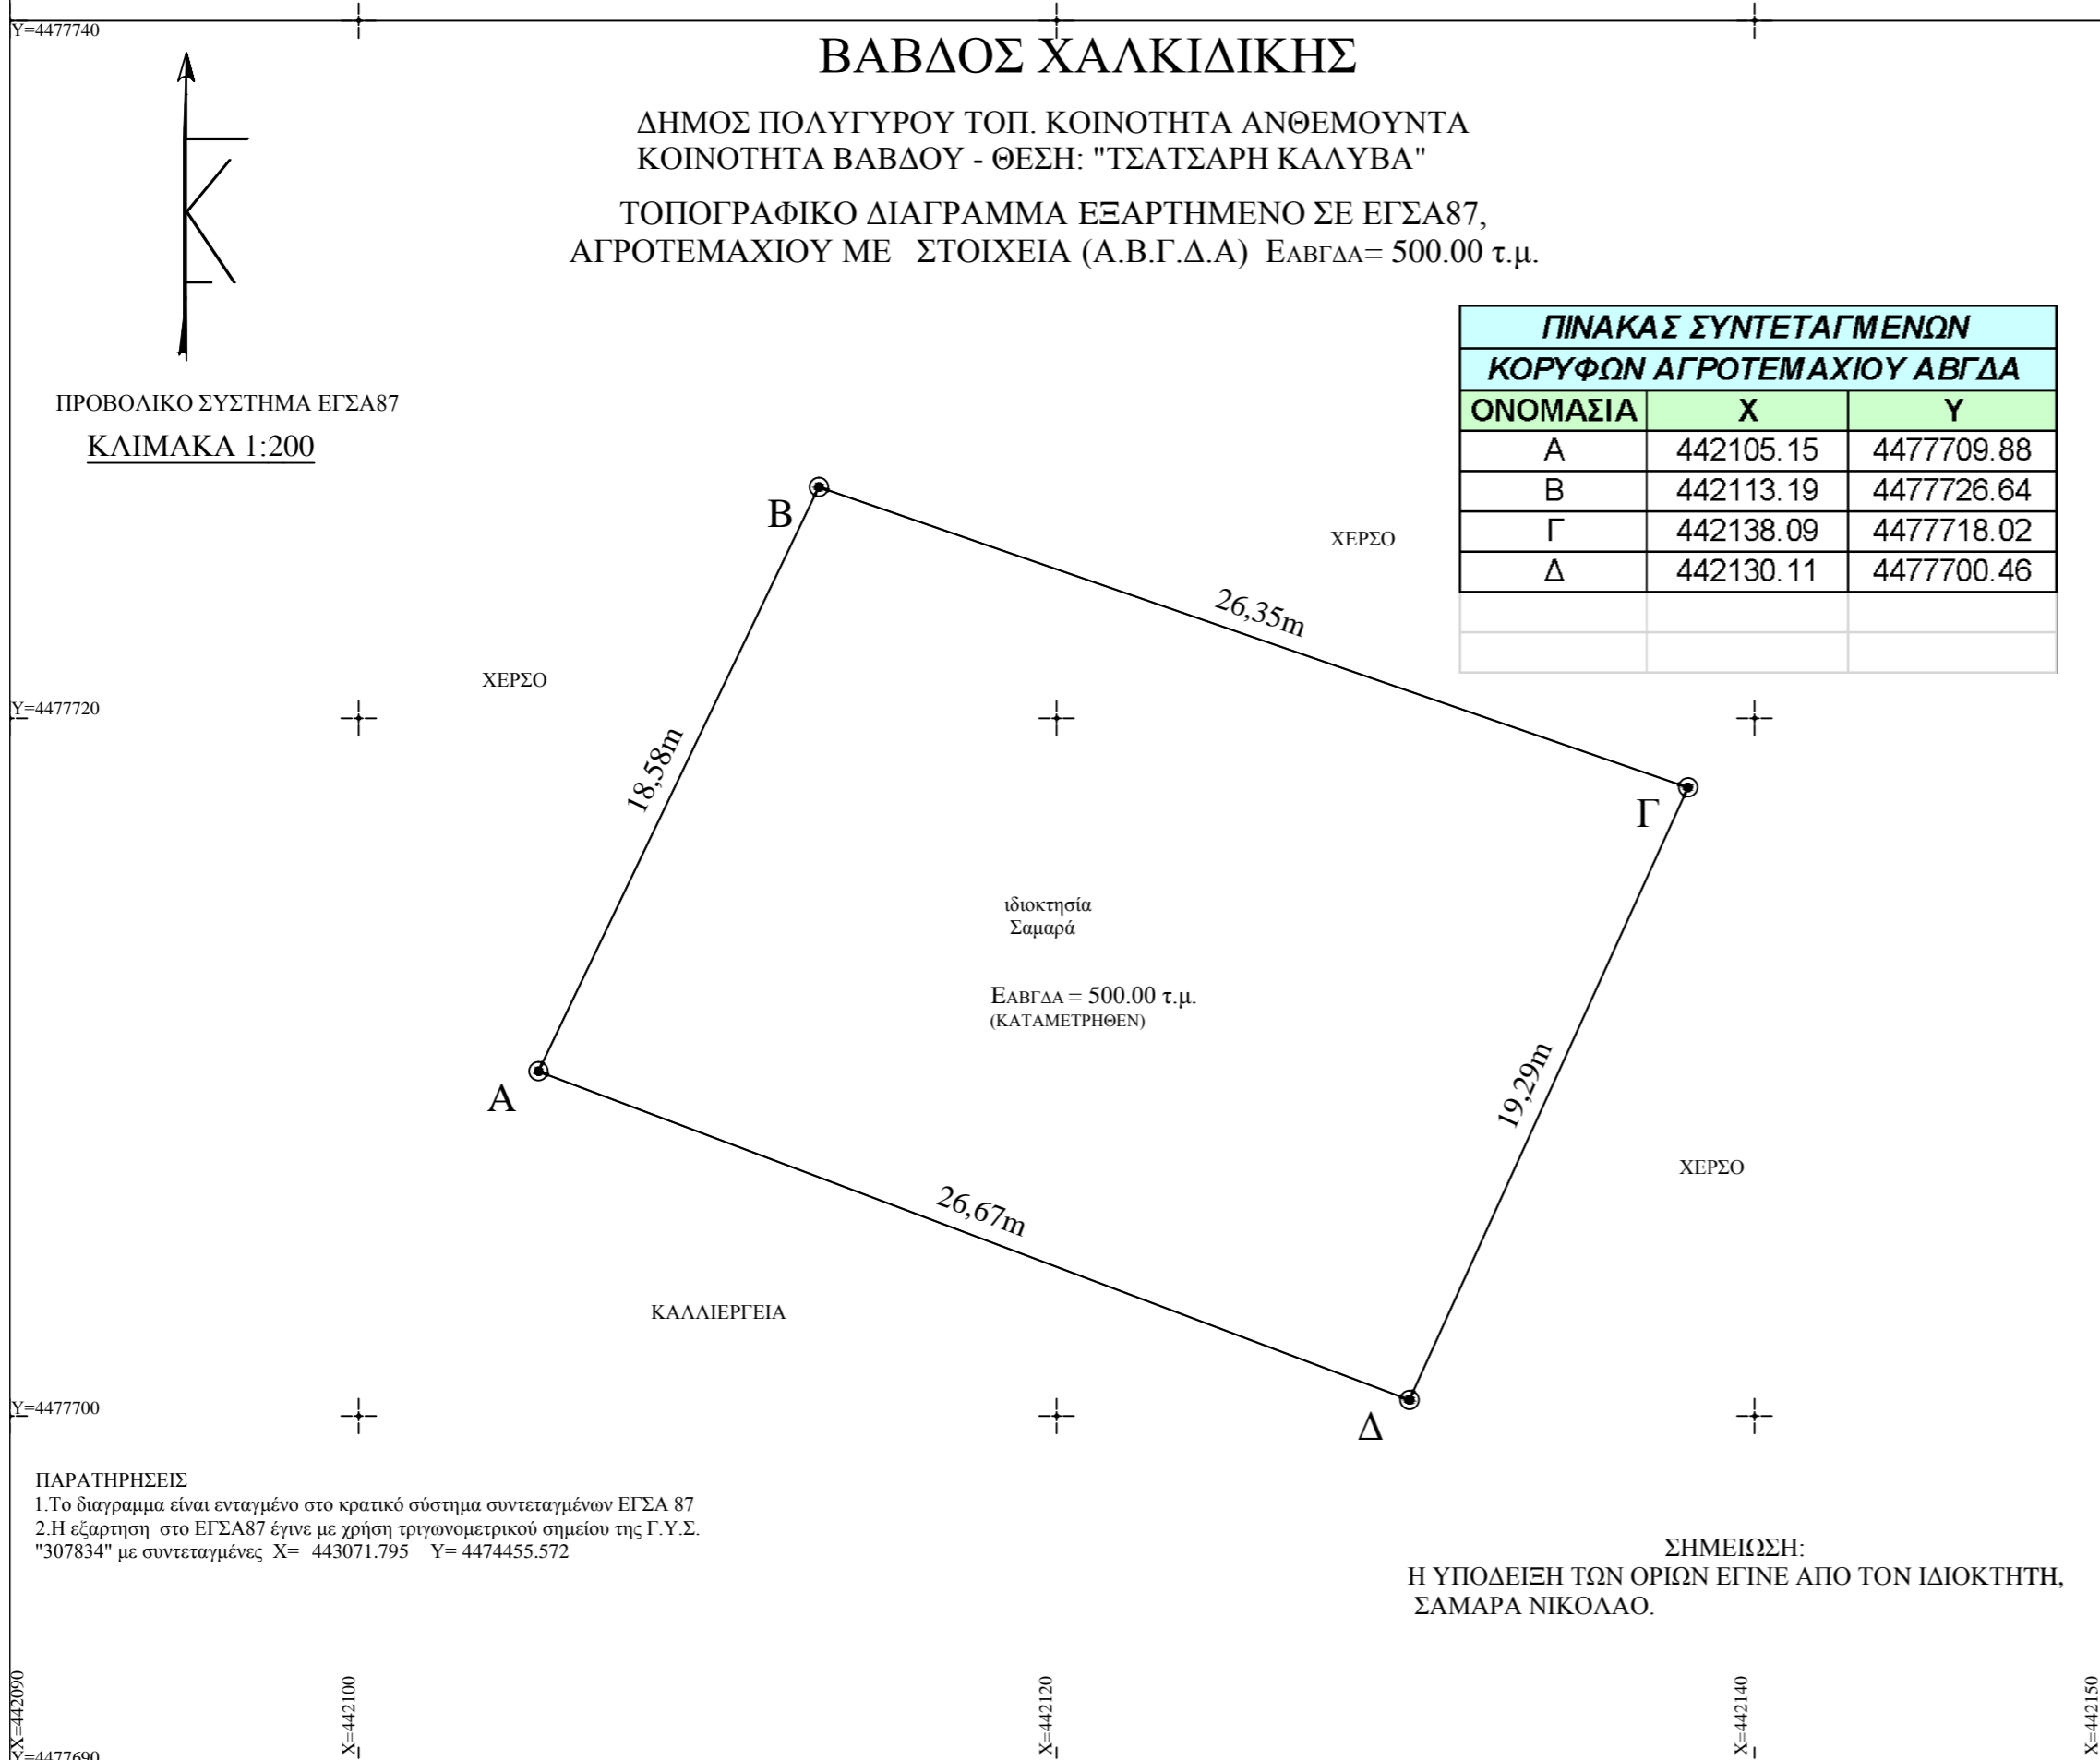 Y=4477740
ΒΑΒΔΟΣ ΧΑΛΚΙΔΙΚΗΣ
ΔΗΜΟΣ ΠΟΛΥΓΥΡΟΥ ΤΟΠ. ΚΟΙΝΟΤΗΤΑ ΑΝΘΕΜΟΥΝΤΑ
ΚΟΙΝΟΤΗΤΑ ΒΑΒΔΟΥ - ΘΕΣΗ: "ΤΣΑΤΣΑΡΗ ΚΑΛΥΒΑ"
ΤΟΠΟΓΡΑΦΙΚΟ ΔΙΑΓΡΑΜΜΑ ΕΞΑΡΤΗΜΕΝΟ ΣΕ ΕΓΣΑ87,
ΑΓΡΟΤΕΜΑΧΙΟΥ ΜΕ ΣΤΟΙΧΕΙΑ (Α.Β.Γ.Δ.Α) ΕΑΒΓΔΑ= 500.00 τ.μ.
ΠΡΟΒΟΛΙΚΟ ΣΥΣΤΗΜΑ ΕΓΣΑ87
ΚΛΙΜΑΚΑ 1:200
ΠΙΝΑΚΑΣ ΣΥΝΤΕΤΑΓΜΕΝΩΝ
ΚΟΡΥΦΩΝ ΑΓΡΟΤΕΜΑΧΙΟΥ ΑΒΓΔΑ
ΟΝΟΜΑΣΙΑ X Y
Α 442105.15 4477709.88
Β 442113.19 4477726.64
Γ 442138.09 4477718.02
Δ 442130.11 4477700.46
Β
ΧΕΡΣΟ
26,35m
ΧΕΡΣΟ
Y=4477720
18,58m
Γ
ιδιοκτησία
Σαμαρά
ΕΑΒΓΔΑ = 500.00 τ.μ.
(ΚΑΤΑΜΕΤΡΗΘΕΝ)
Α
19,29m
ΧΕΡΣΟ
26,67m
ΚΑΛΛΙΕΡΓΕΙΑ
Y=4477700
Δ
ΠΑΡΑΤΗΡΗΣΕΙΣ
1.Το διαγραμμα είναι ενταγμένο στο κρατικό σύστημα συντεταγμένων ΕΓΣΑ 87
2.Η εξαρτηση στο ΕΓΣΑ87 έγινε με χρήση τριγωνομετρικού σημείου της Γ.Υ.Σ.
"307834" με συντεταγμένες X= 443071.795 Y= 4474455.572
ΣΗΜΕΙΩΣΗ:
Η ΥΠΟΔΕΙΞΗ ΤΩΝ ΟΡΙΩΝ ΕΓΙΝΕ ΑΠΟ ΤΟΝ ΙΔΙΟΚΤΗΤΗ,
ΣΑΜΑΡΑ ΝΙΚΟΛΑΟ.
X=442090
X=442100
X=442120
X=442140
X=442150
Y=4477690